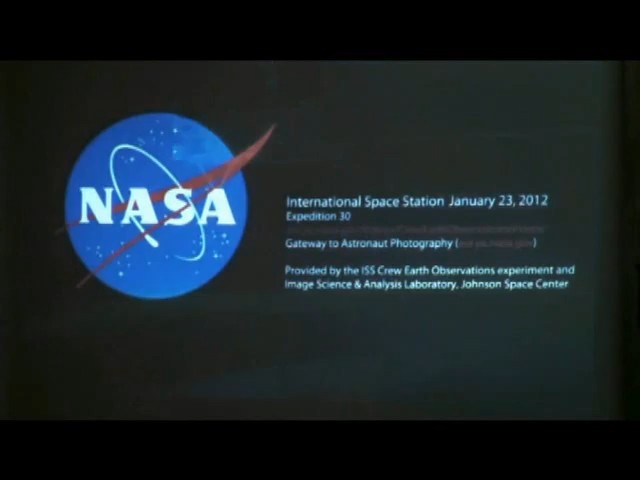 NASA
International Space Station January 23, 2012
Expedition 30
Gateway to Astronaut Photography (
)
Provided by the ISS Crew Earth Observations experiment and
Image Science & Analysis Laboratory, Johnson Space Center